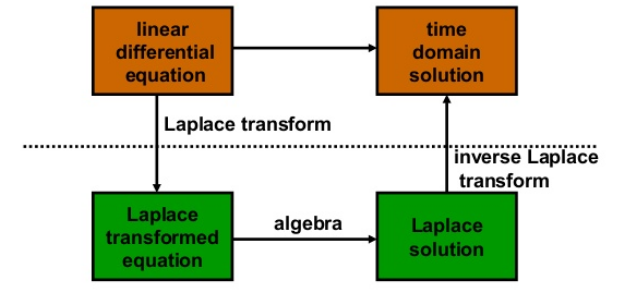 linear
differential
equation
time
domain
solution
Laplace transform
inverse Laplace
transform
Laplace
transformed
equation
algebra
Laplace
solution